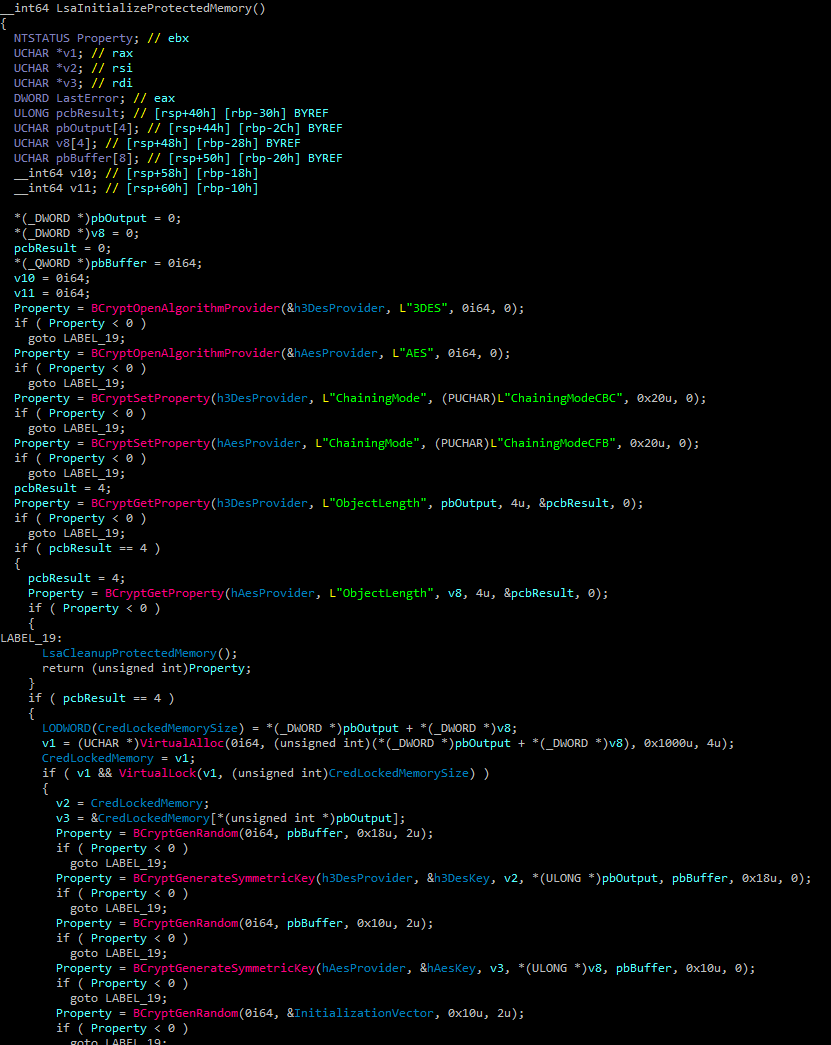 __int64 LsaInitializeProtectedMemory()
{
  NTSTATUS Property; // ebx
  UCHAR *v1; // rax
  UCHAR *v2; // rsi
  UCHAR *v3; // rdi
  DWORD LastError; // eax
  ULONG pcbResult; // [rsp+40h] [rbp-30h] BYREF
  UCHAR pbOutput[4]; // [rsp+44h] [rbp-2Ch] BYREF
  UCHAR v8[4]; // [rsp+48h] [rbp-28h] BYREF
  UCHAR pbBuffer[8]; // [rsp+50h] [rbp-20h] BYREF
  __int64 v10; // [rsp+58h] [rbp-18h]
  __int64 v11; // [rsp+60h] [rbp-10h]

  *(_DWORD *)pbOutput = 0;
  *(_DWORD *)v8 = 0;
  pcbResult = 0;
  *(_QWORD *)pbBuffer = 0i64;
  v10 = 0i64;
  v11 = 0i64;
  Property = BCryptOpenAlgorithmProvider(&h3DesProvider, L"3DES", 0i64, 0);
  if ( Property < 0 )
    goto LABEL_19;
  Property = BCryptOpenAlgorithmProvider(&hAesProvider, L"AES", 0i64, 0);
  if ( Property < 0 )
    goto LABEL_19;
  Property = BCryptSetProperty(h3DesProvider, L"ChainingMode", (PUCHAR)L"ChainingModeCBC", 0x20u, 0);
  if ( Property < 0 )
    goto LABEL_19;
  Property = BCryptSetProperty(hAesProvider, L"ChainingMode", (PUCHAR)L"ChainingModeCFB", 0x20u, 0);
  if ( Property < 0 )
    goto LABEL_19;
  pcbResult = 4;
  Property = BCryptGetProperty(h3DesProvider, L"ObjectLength", pbOutput, 4u, &pcbResult, 0);
  if ( Property < 0 )
    goto LABEL_19;
  if ( pcbResult == 4 )
  {
    pcbResult = 4;
    Property = BCryptGetProperty(hAesProvider, L"ObjectLength", v8, 4u, &pcbResult, 0);
    if ( Property < 0 )
    {
LABEL_19:
      LsaCleanupProtectedMemory();
      return (unsigned int)Property;
    }
    if ( pcbResult == 4 )
    {
      LODWORD(CredLockedMemorySize) = *(_DWORD *)pbOutput + *(_DWORD *)v8;
      v1 = (UCHAR *)VirtualAlloc(0i64, (unsigned int)(*(_DWORD *)pbOutput + *(_DWORD *)v8), 0x1000u, 4u);
      CredLockedMemory = v1;
      if ( v1 && VirtualLock(v1, (unsigned int)CredLockedMemorySize) )
      {
        v2 = CredLockedMemory;
        v3 = &CredLockedMemory[*(unsigned int *)pbOutput];
        Property = BCryptGenRandom(0i64, pbBuffer, 0x18u, 2u);
        if ( Property < 0 )
          goto LABEL_19;
        Property = BCryptGenerateSymmetricKey(h3DesProvider, &h3DesKey, v2, *(ULONG *)pbOutput, pbBuffer, 0x18u, 0);
        if ( Property < 0 )
          goto LABEL_19;
        Property = BCryptGenRandom(0i64, pbBuffer, 0x10u, 2u);
        if ( Property < 0 )
          goto LABEL_19;
        Property = BCryptGenerateSymmetricKey(hAesProvider, &hAesKey, v3, *(ULONG *)v8, pbBuffer, 0x10u, 0);
        if ( Property < 0 )
          goto LABEL_19;
        Property = BCryptGenRandom(0i64, &InitializationVector, 0x10u, 2u);
        if ( Property < 0 )
          goto LABEL_19;